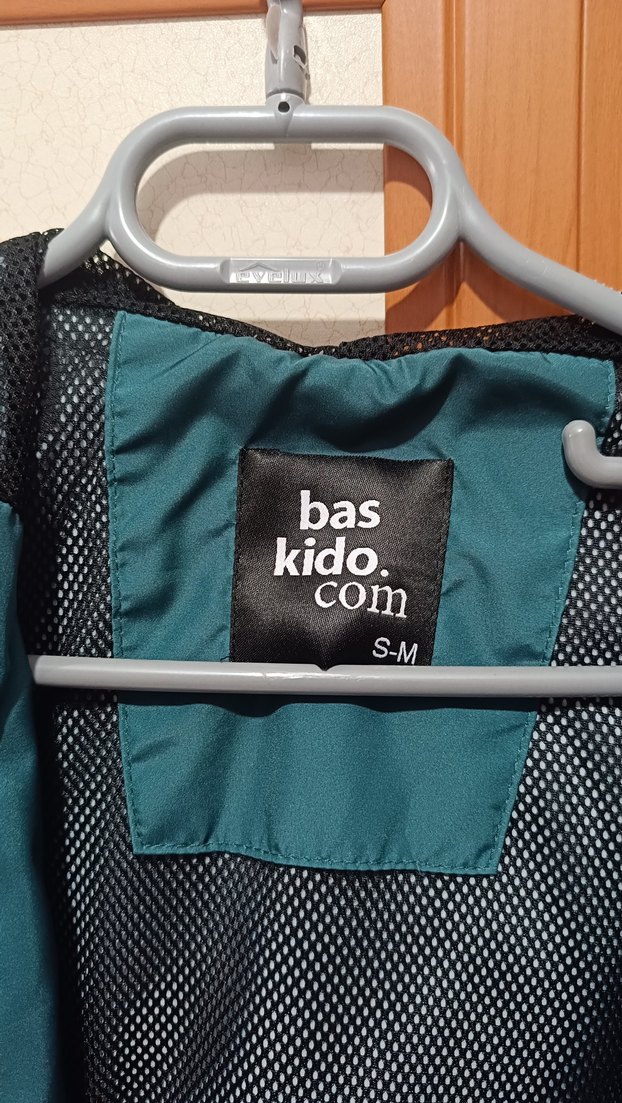 evelux
bas
kido.
com
S-M